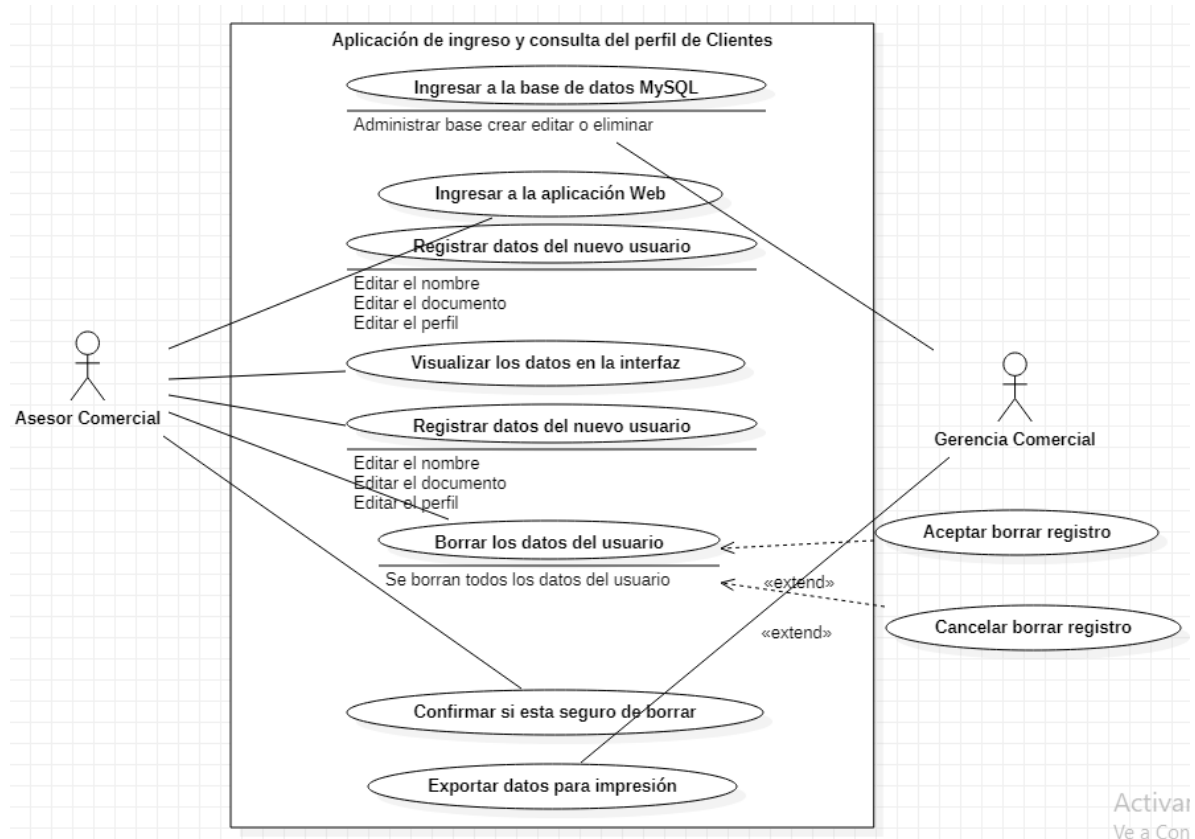 Aplicación de ingreso y consulta del perfil de Clientes
Ingresar a la base de datos MySQL
Administrar base crear editar o eliminar
Ingresar a la aplicación Web
Registrar datos del nuevo usuario
Editar el nombre
Editar el documento
Editar el perfil
Visualizar los datos en la interfaz
Asesor Comercial
Registrar datos del nuevo usuario
Gerencia Comercial
Editar el nombre
Editar el documento
Editar el perfil
Borrar los datos del usuario
Aceptar borrar registro
Se borran todos los datos del usuario
«extend»
Cancelar borrar registro
«extend»
Confirmar si esta seguro de borrar
Exportar datos para impresión
Activar
Ve a Con